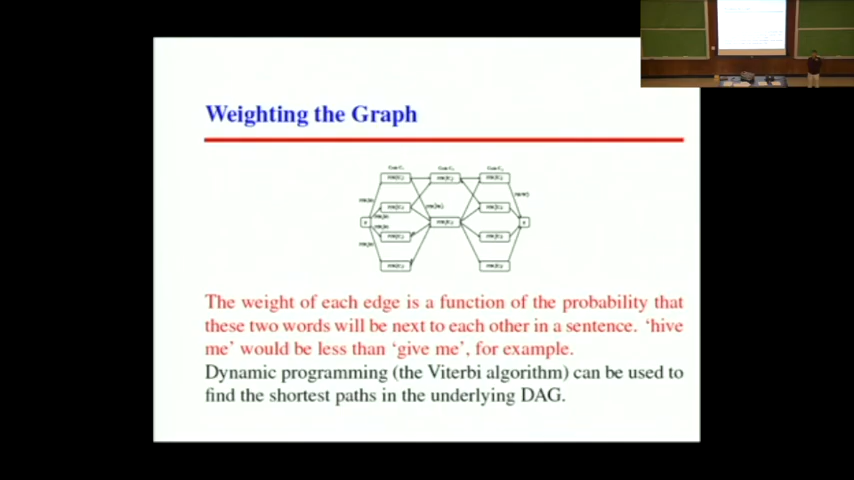 Weighting the Graph
The weight of each edge is a function of the probability that
these two words will be next to each other in a sentence. 'hive
me' would be less than 'give me', for example.
Dynamic programming (the Viterbi algorithm) can be used to
find the shortest paths in the underlying DAG.